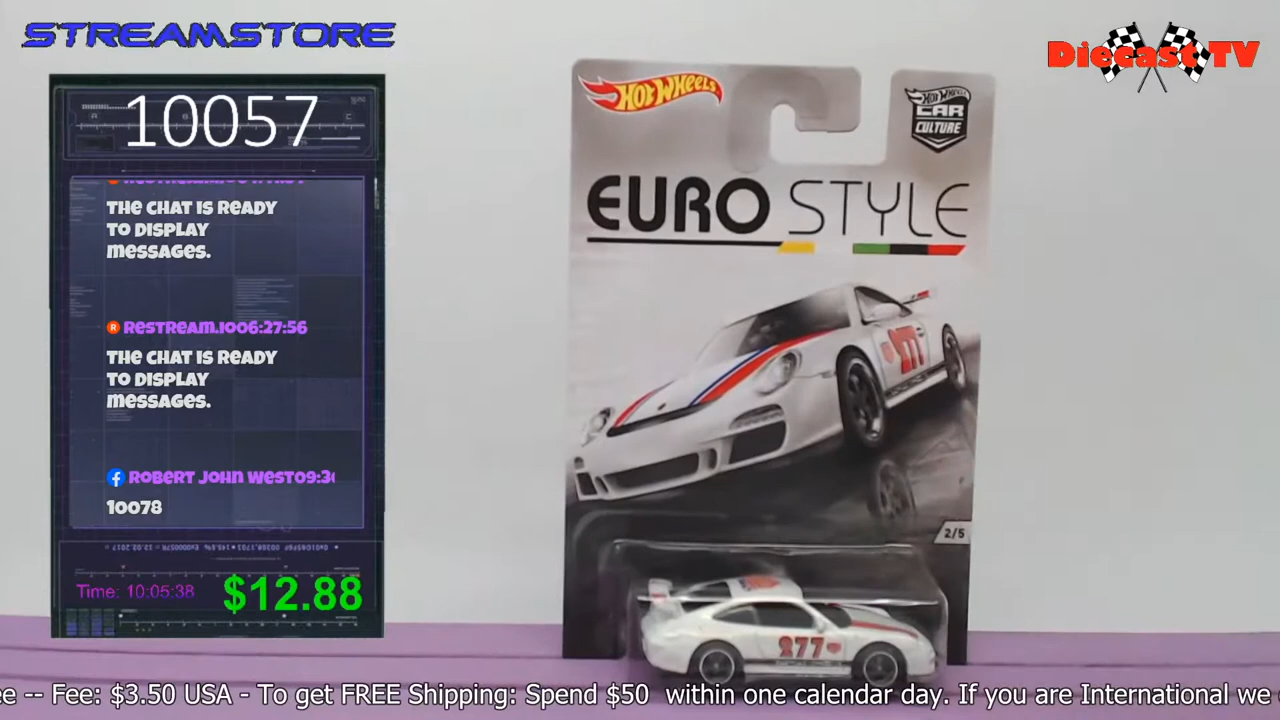 STREAMSTORE
Diecast TV
10057
THE CHAT IS READY
TO DISPLAY
MESSAGES.
RESTREAM.IO06:27:56
THE CHAT IS READY
TO DISPLAY
MESSAGES.
ROBERT JOHN WEST09:3
10078
Time: 10:05:38
$12.88
HOT WHEELS
HOT WHEELS
CAR
CULTURE
EURO STYLE
277
2/5
277
ee -- Fee: $3.50 USA - To get FREE Shipping: Spend $50 within one calendar day. If you are International we